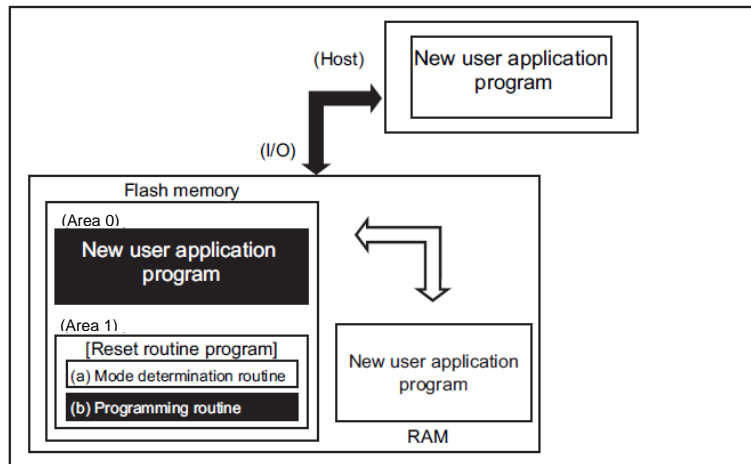 (Host)
New user application
program
(I/O)
Flash memory
(Area 0)
New user application
program
(Area 1)
[Reset routine program]
(a) Mode determination routine
(b) Programming routine
New user application
program
RAM